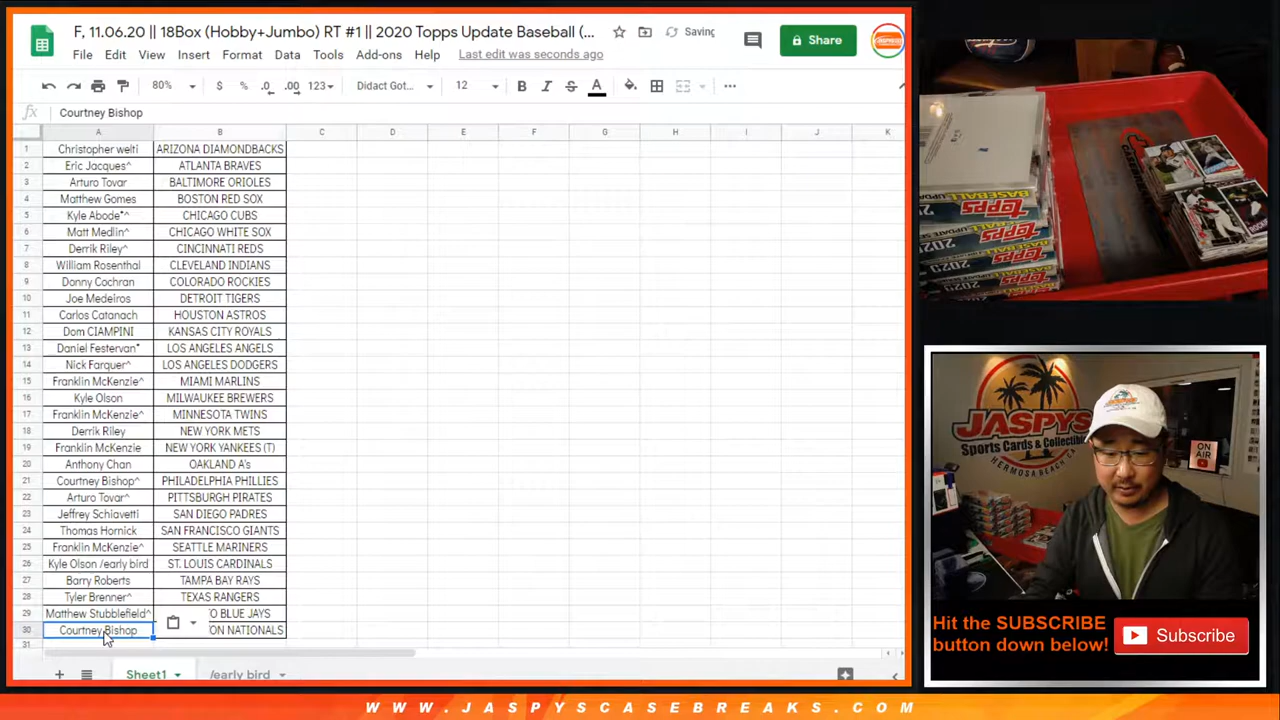 F, 11.06.20 || 18Box (Hobby+Jumbo) RT #1 || 2020 Topps Update Baseball (...
Saving
Share
File Edit View Insert Format Data Tools Add-ons Help Last edit was seconds ago
80% $ % .0 .00 123 Didact Got... 12 B I S A
fx Courtney Bishop
A B C D E F G H I J K
1 Christopher welti ARIZONA DIAMONDBACKS
2 Eric Jacques^ ATLANTA BRAVES
3 Arturo Tovar BALTIMORE ORIOLES
4 Matthew Gomes BOSTON RED SOX
5 Kyle Abode*^ CHICAGO CUBS
6 Matt Medlin^ CHICAGO WHITE SOX
7 Derrik Riley^ CINCINNATI REDS
8 William Rosenthal CLEVELAND INDIANS
9 Donny Cochran COLORADO ROCKIES
10 Joe Medeiros DETROIT TIGERS
11 Carlos Catanach HOUSTON ASTROS
12 Dom CIAMPINI KANSAS CITY ROYALS
13 Daniel Festervan* LOS ANGELES ANGELS
14 Nick Farquer^ LOS ANGELES DODGERS
15 Franklin McKenzie^ MIAMI MARLINS
16 Kyle Olson MILWAUKEE BREWERS
17 Franklin McKenzie^ MINNESOTA TWINS
18 Derrik Riley NEW YORK METS
19 Franklin McKenzie NEW YORK YANKEES (T)
20 Anthony Chan OAKLAND A's
21 Courtney Bishop^ PHILADELPHIA PHILLIES
22 Arturo Tovar^ PITTSBURGH PIRATES
23 Jeffrey Schiavetti SAN DIEGO PADRES
24 Thomas Hornick SAN FRANCISCO GIANTS
25 Franklin McKenzie^ SEATTLE MARINERS
26 Kyle Olson /early bird ST. LOUIS CARDINALS
27 Barry Roberts TAMPA BAY RAYS
28 Tyler Brenner^ TEXAS RANGERS
29 Matthew Stubblefield^ O BLUE JAYS
30 Courtney Bishop ON NATIONALS
31
Sheet1 /early bird
topps
topps
JASPYS
Sports Cards & Collectibles
HERMOSA BEACH, CA
ON
AIR
Hit the SUBSCRIBE
button down below!
Subscribe
WWW.JASPYSCASEBREAKS.COM